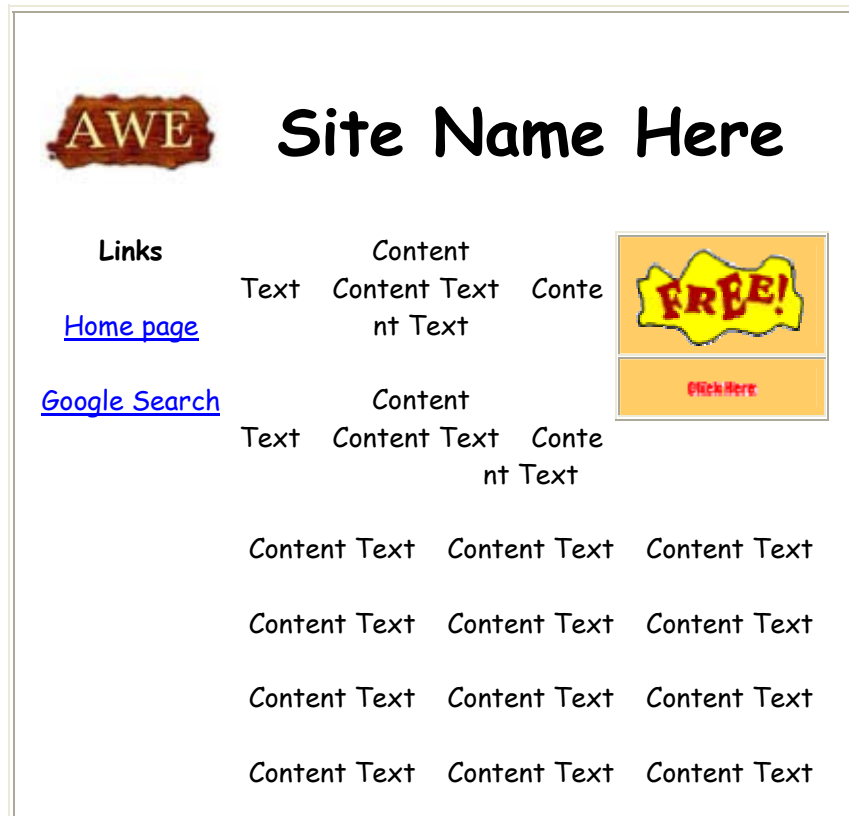 AWE
Site Name Here
Links
Home page
Google Search
Content
Text Content Text Conte
nt Text
Content
Text Content Text Conte
nt Text
Content Text Content Text Content Text
Content Text Content Text Content Text
Content Text Content Text Content Text
Content Text Content Text Content Text
FREE!
Click Here